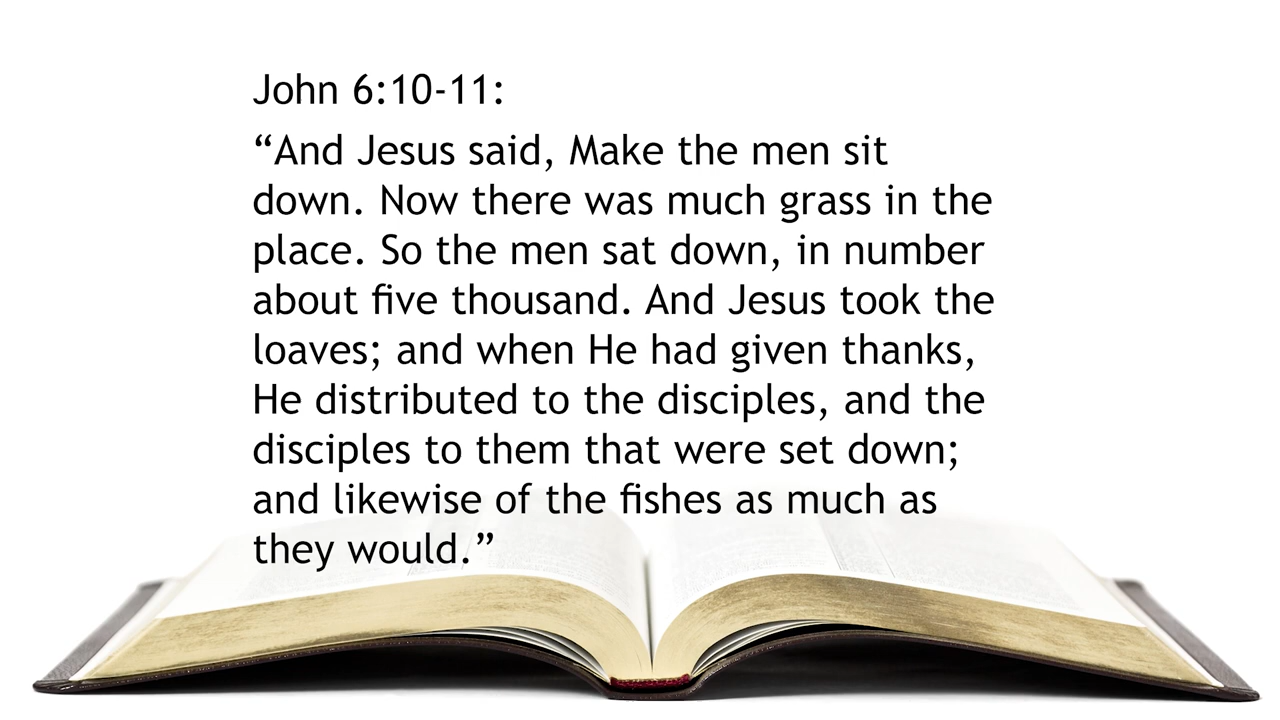 John 6:10-11:
“And Jesus said, Make the men sit
down. Now there was much grass in the
place. So the men sat down, in number
about five thousand. And Jesus took the
loaves; and when He had given thanks,
He distributed to the disciples, and the
disciples to them that were set down;
and likewise of the fishes as much as
they would.”